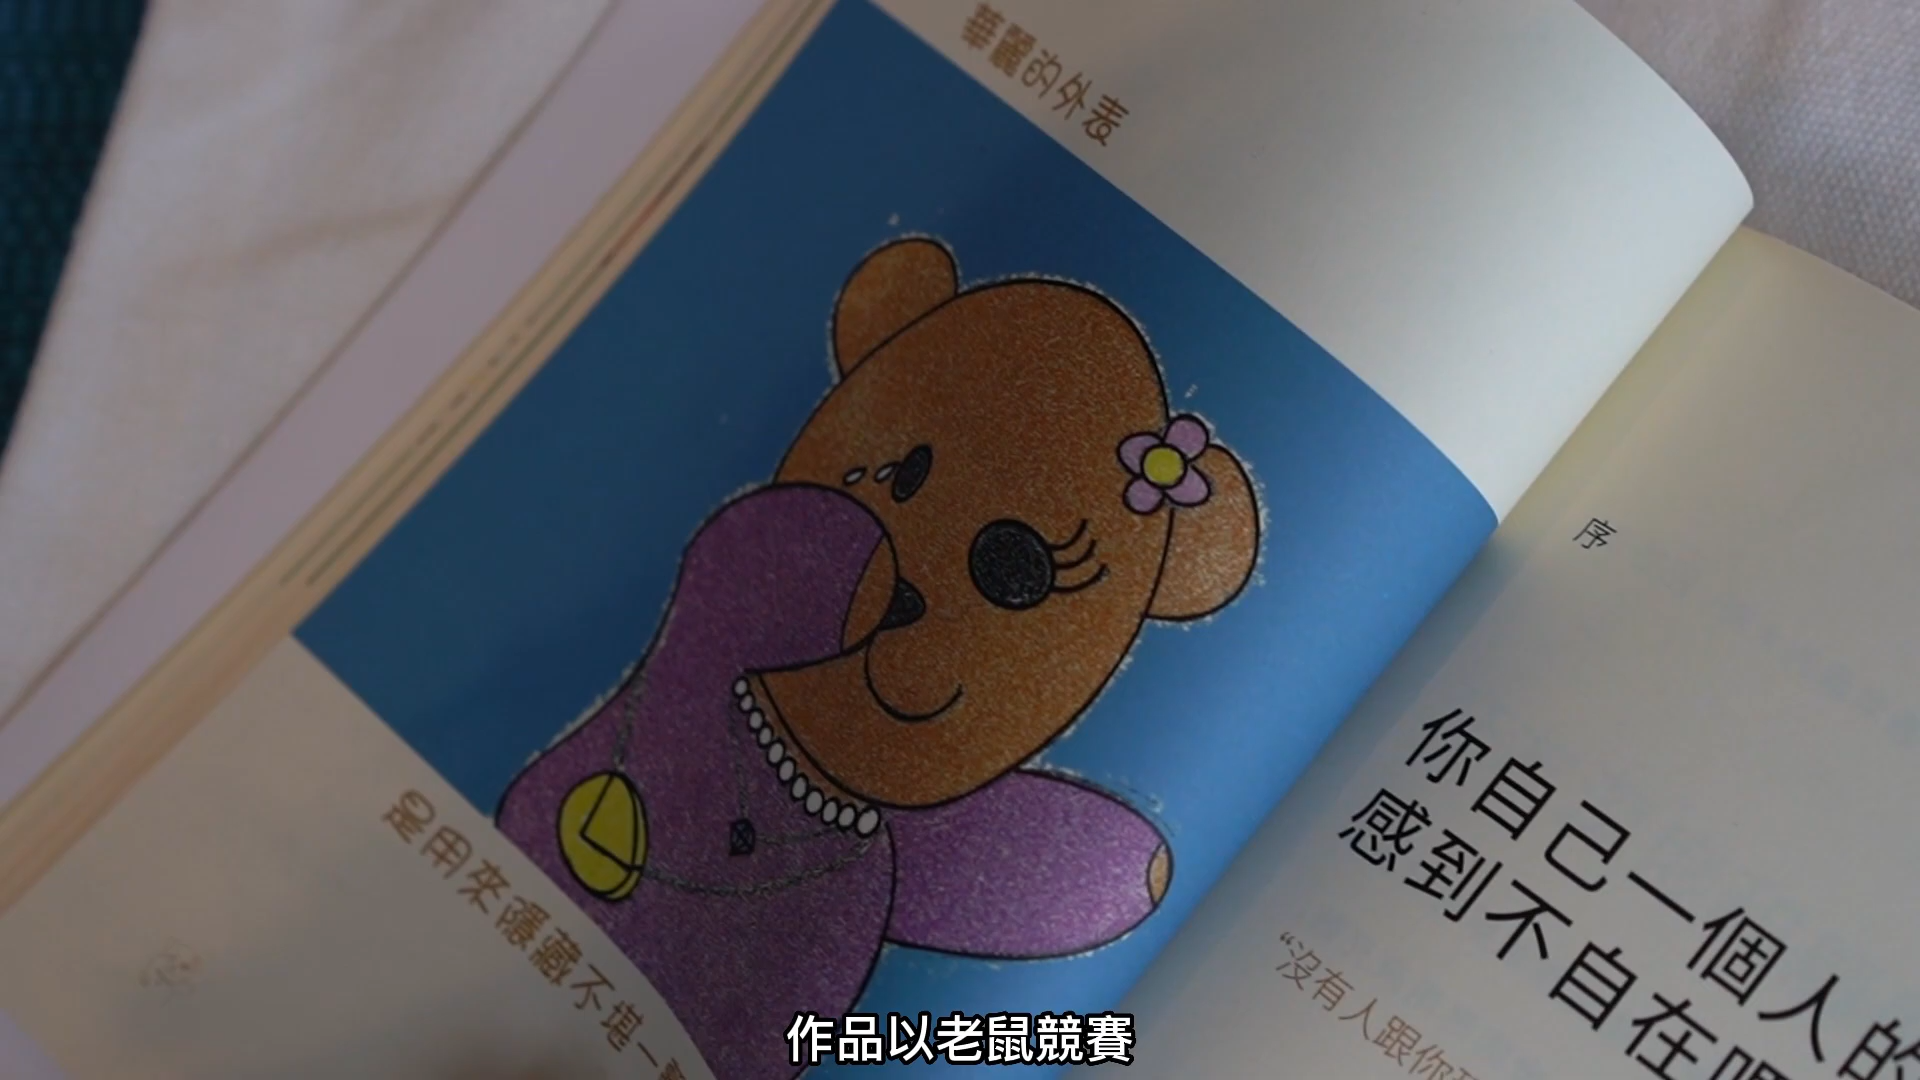 華麗的外表
是用來隱藏不堪一
序
你自己一個人的
感到不自在
“沒有人跟你
作品以老鼠競賽